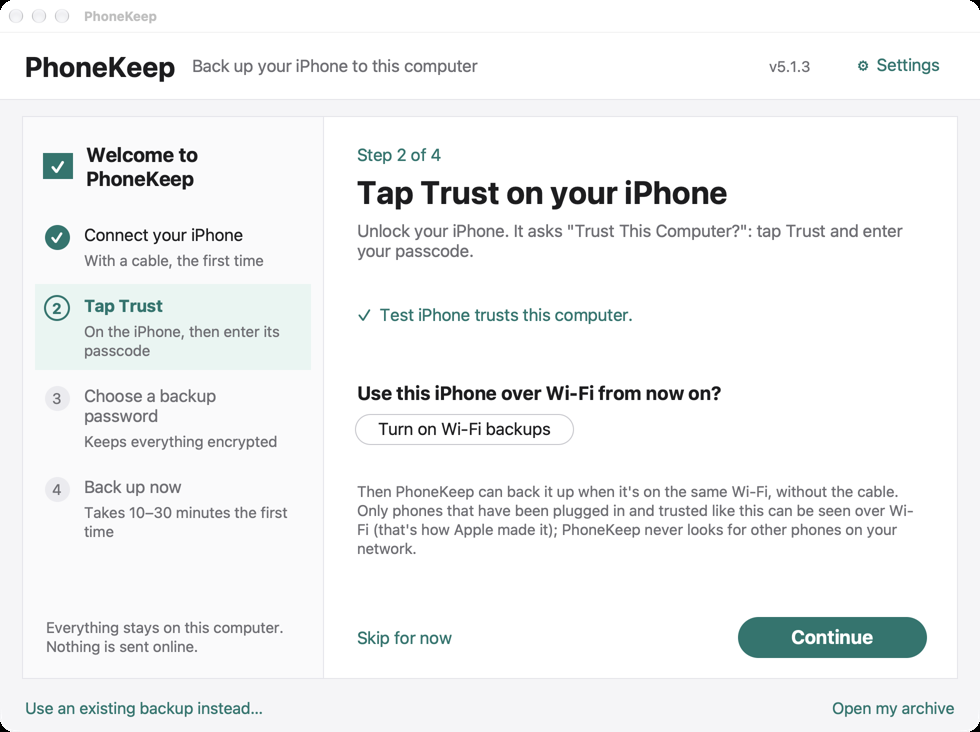 PhoneKeep
PhoneKeep
Back up your iPhone to this computer
v5.1.3
Settings
Welcome to
PhoneKeep
Connect your iPhone
With a cable, the first time
2
Tap Trust
On the iPhone, then enter its
passcode
3
Choose a backup
password
Keeps everything encrypted
4
Back up now
Takes 10–30 minutes the first
time
Everything stays on this computer.
Nothing is sent online.
Step 2 of 4
Tap Trust on your iPhone
Unlock your iPhone. It asks "Trust This Computer?": tap Trust and enter
your passcode.
✓ Test iPhone trusts this computer.
Use this iPhone over Wi-Fi from now on?
Turn on Wi-Fi backups
Then PhoneKeep can back it up when it's on the same Wi-Fi, without the cable.
Only phones that have been plugged in and trusted like this can be seen over Wi-
Fi (that's how Apple made it); PhoneKeep never looks for other phones on your
network.
Skip for now
Continue
Use an existing backup instead...
Open my archive